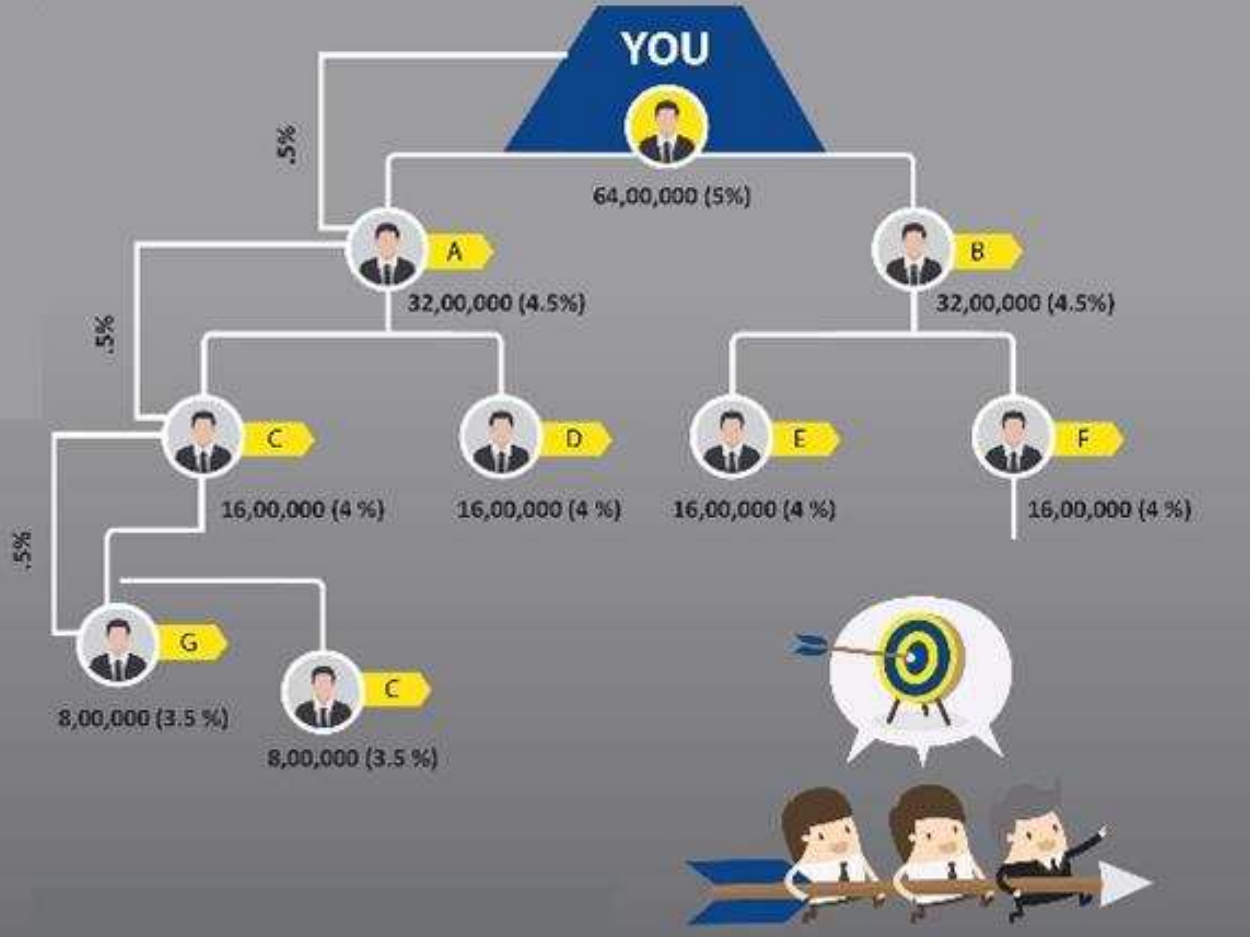 YOU
.5%
64,00,000 (5%)
A
B
32,00,000 (4.5%)
32,00,000 (4.5%)
.5%
C
D
E
F
16,00,000 (4 %)
16,00,000 (4 %)
16,00,000 (4 %)
16,00,000 (4 %)
.5%
G
C
8,00,000 (3.5 %)
8,00,000 (3.5 %)